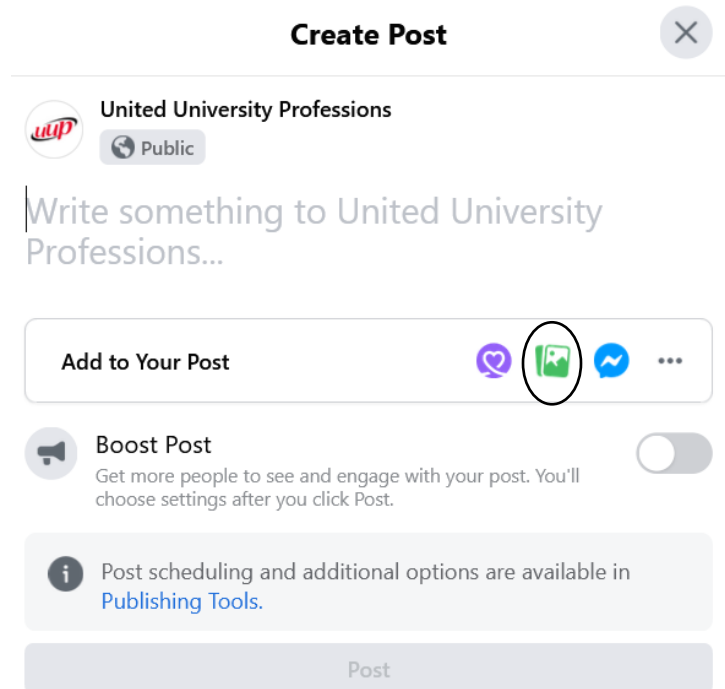 Create Post
United University Professions
uup
Public
Write something to United University
Professions...
Add to Your Post
Boost Post
Get more people to see and engage with your post. You'll
choose settings after you click Post.
Post scheduling and additional options are available in
Publishing Tools.
Post